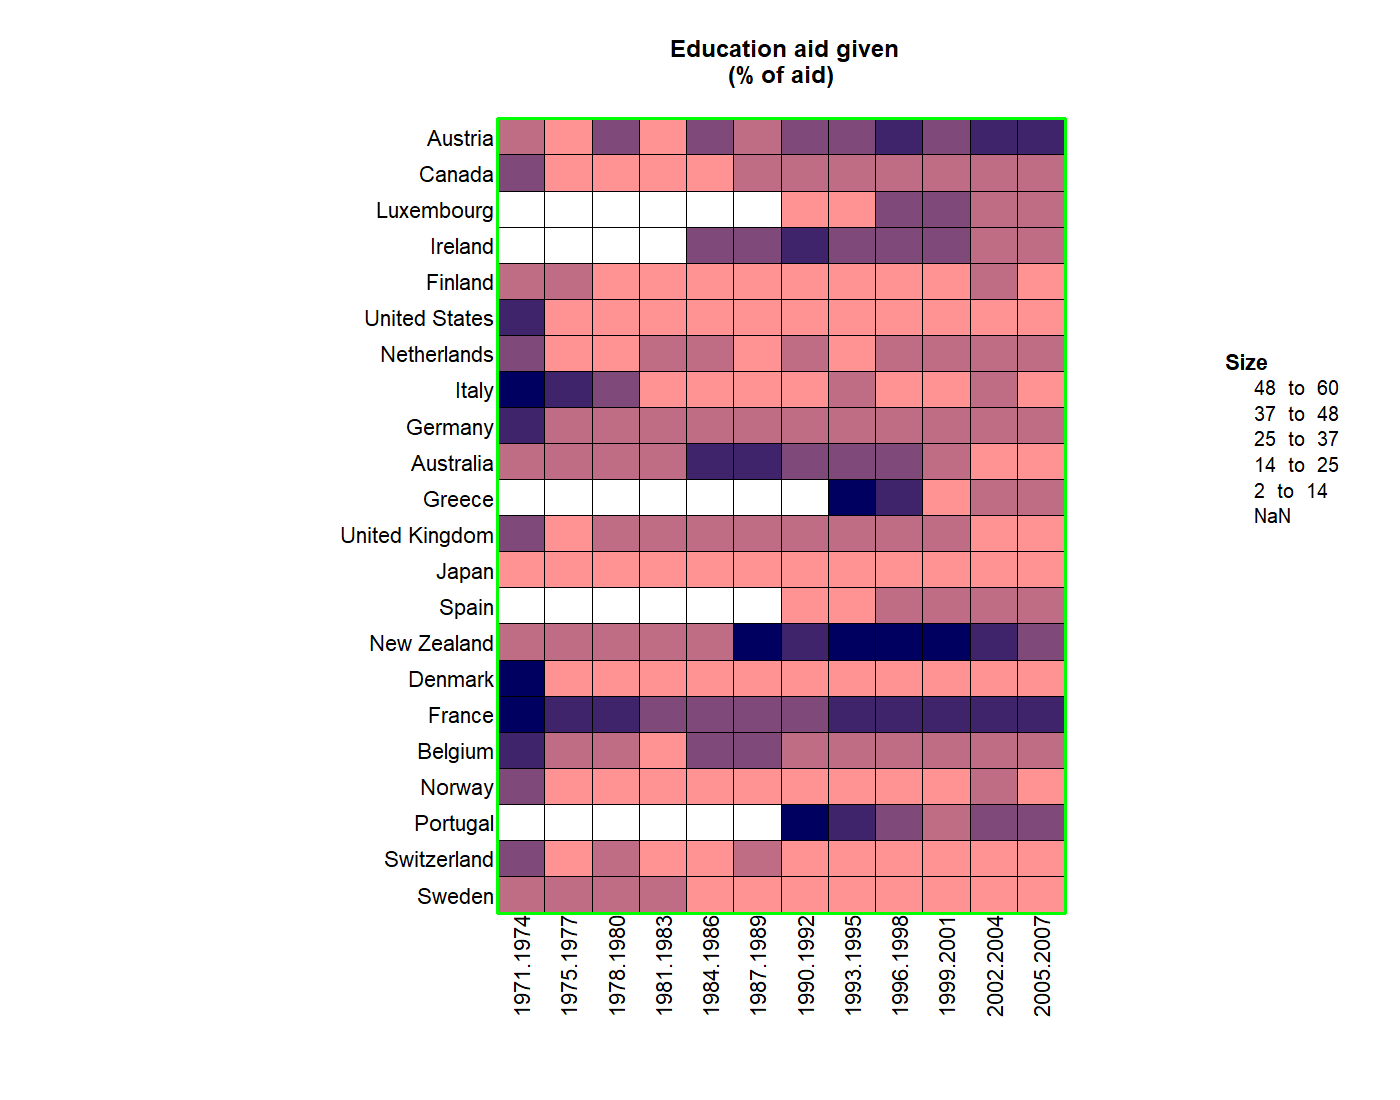 Education aid given
(% of aid)
Austria
Canada
Luxembourg
Ireland
Finland
United States
Netherlands
Italy
Germany
Australia
Greece
United Kingdom
Japan
Spain
New Zealand
Denmark
France
Belgium
Norway
Portugal
Switzerland
Sweden
1971.1974
1975.1977
1978.1980
1981.1983
1984.1986
1987.1989
1990.1992
1993.1995
1996.1998
1999.2001
2002.2004
2005.2007
Size
48 to 60
37 to 48
25 to 37
14 to 25
2 to 14
NaN